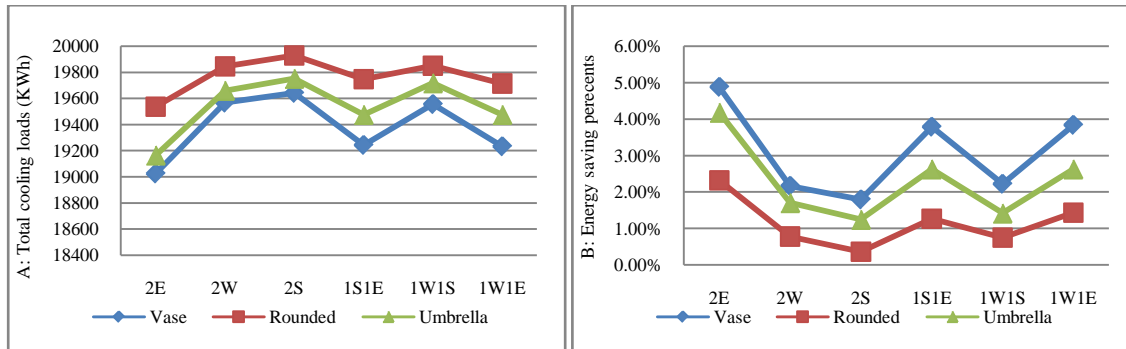 A: Total cooling loads (KWh)
20000
19800
19600
19400
19200
19000
18800
18600
18400
2E 2W 2S 1S1E 1W1S 1W1E
Vase Rounded Umbrella
B: Energy saving perecents
6.00%
5.00%
4.00%
3.00%
2.00%
1.00%
0.00%
2E 2W 2S 1S1E 1W1S 1W1E
Vase Rounded Umbrella